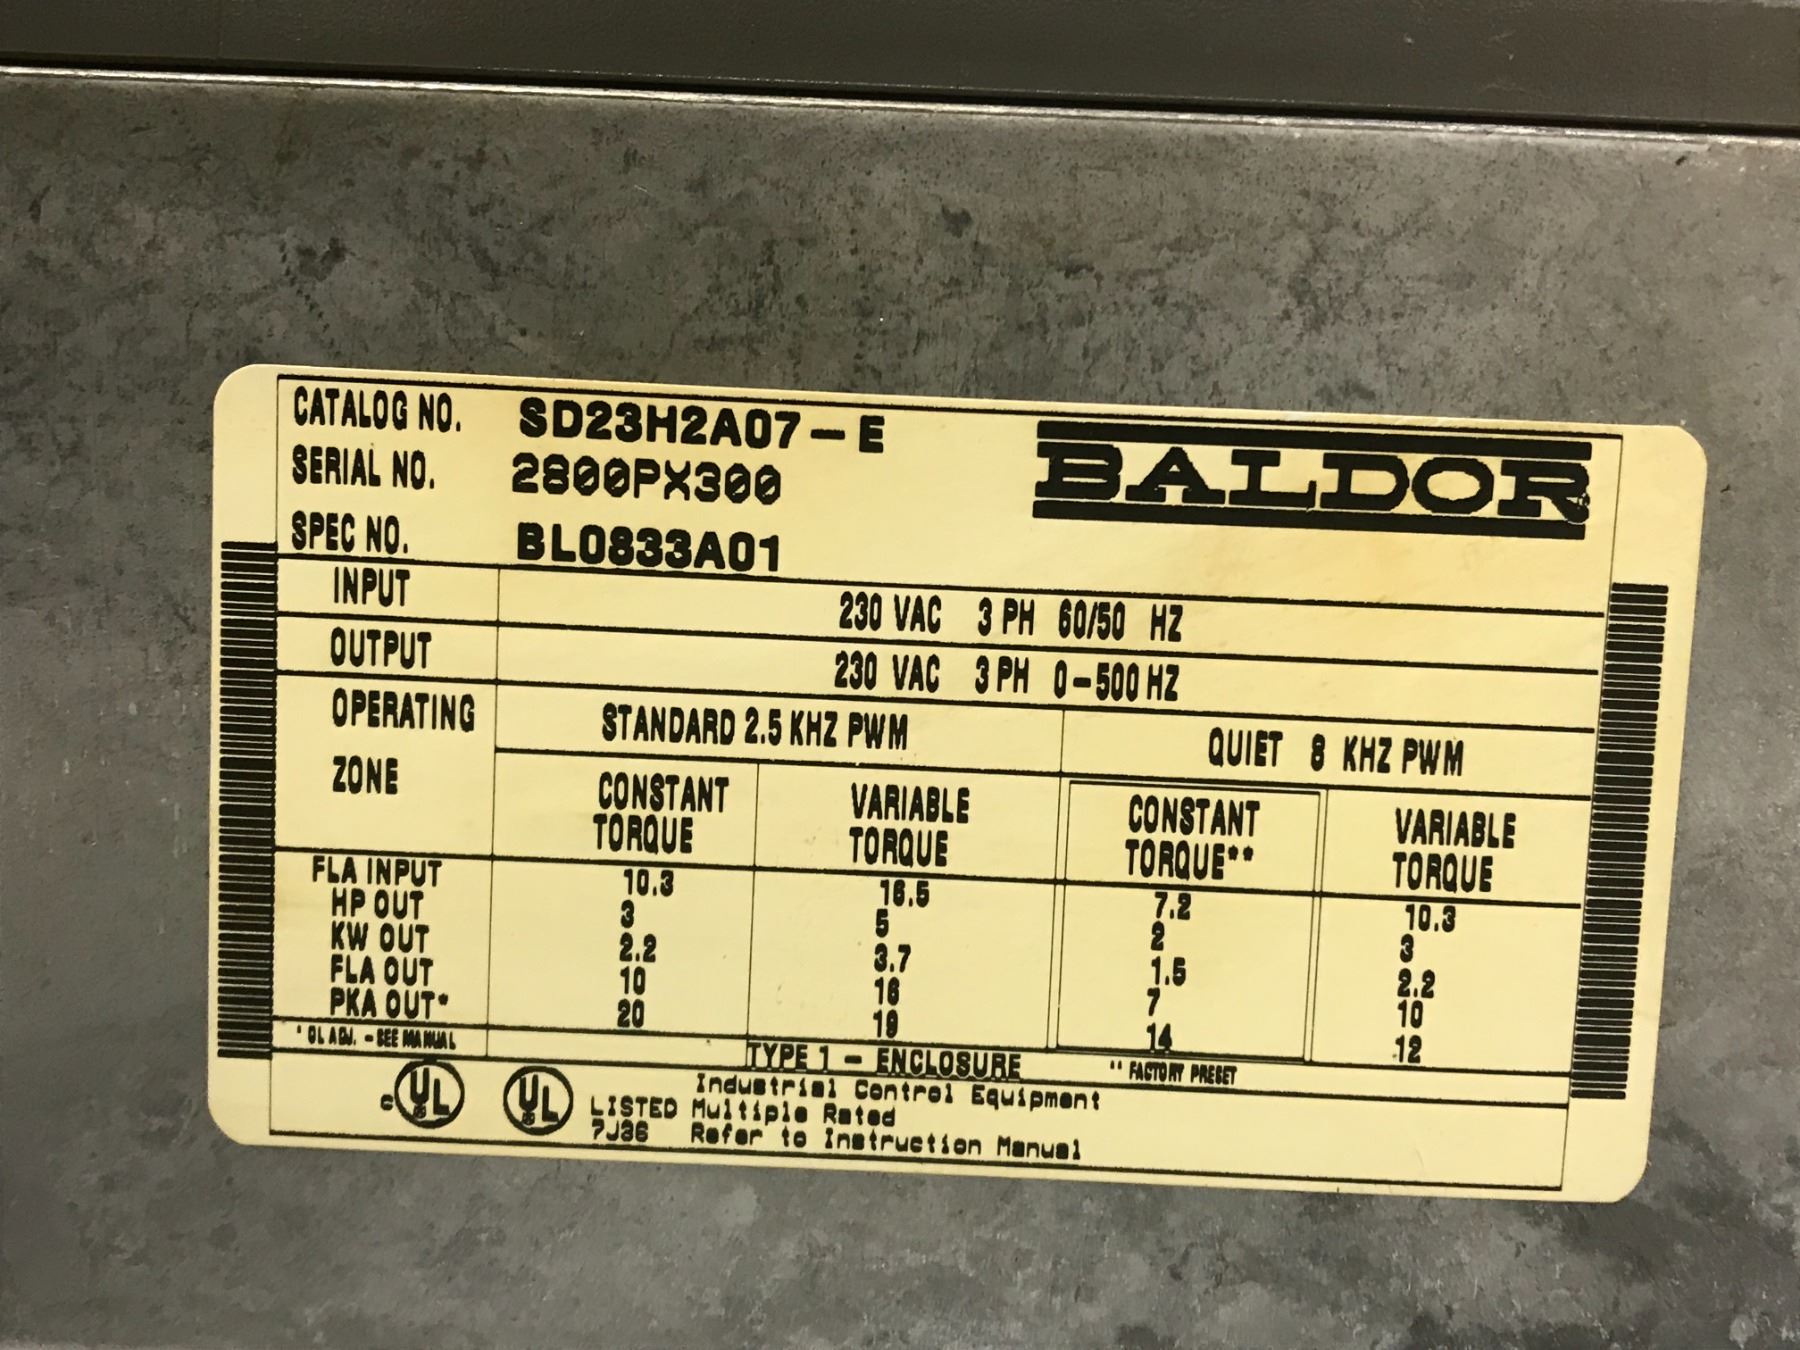 CATALOG NO. SD23H2A07-E
SERIAL NO. 2800PX300
SPEC NO. BL0833A01
BALDOR
INPUT 230 VAC 3 PH 60/50 HZ
OUTPUT 230 VAC 3 PH 0-500 HZ
OPERATING ZONE
STANDARD 2.5 KHZ PWM QUIET 8 KHZ PWM
CONSTANT TORQUE VARIABLE TORQUE CONSTANT TORQUE** VARIABLE TORQUE
FLA INPUT 10.3 16.5 7.2 10.3
HP OUT 3 5 2 3
KW OUT 2.2 3.7 1.5 2.2
FLA OUT 10 16 7 10
PKA OUT* 20 19 14 12
* OL ADJ. - SEE MANUAL
TYPE 1 - ENCLOSURE
** FACTORY PRESET
c UL UL
Industrial Control Equipment
LISTED Multiple Rated
7J36 Refer to Instruction Manual